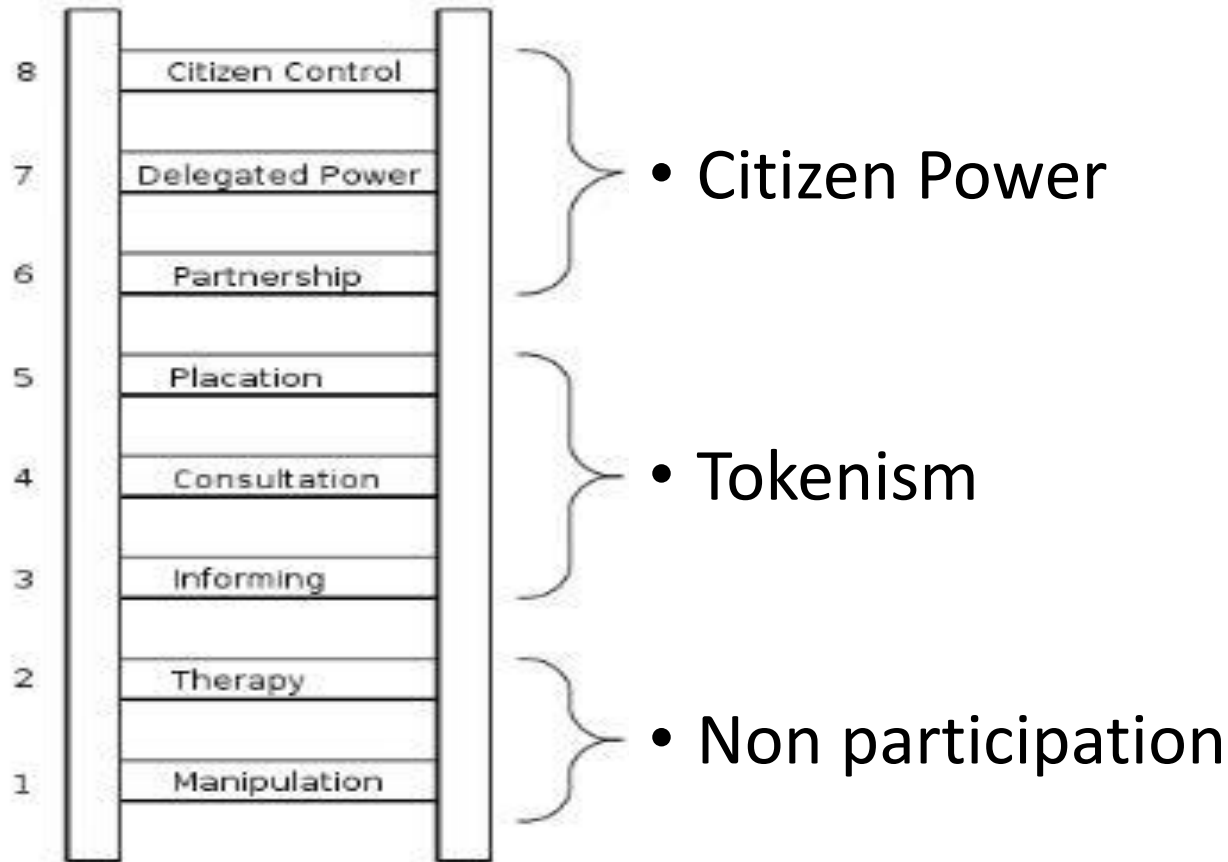 8 Citizen Control
7 Delegated Power
• Citizen Power
6 Partnership
5 Placation
4 Consultation
• Tokenism
3 Informing
2 Therapy
• Non participation
1 Manipulation